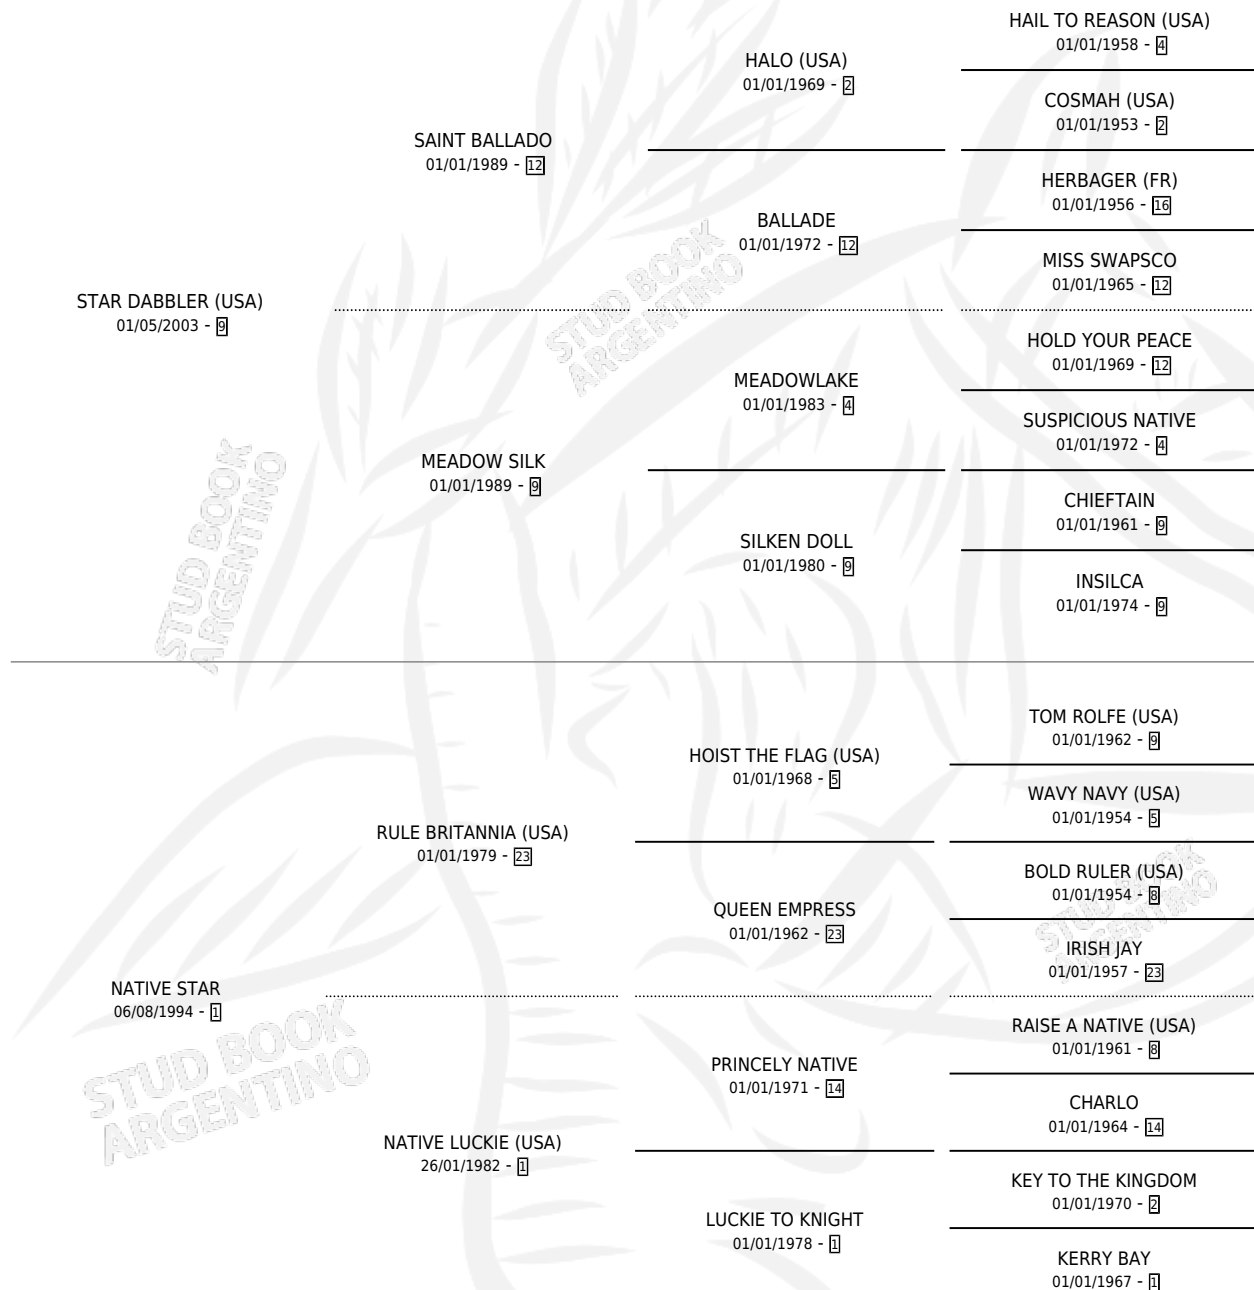 HAIL TO REASON (USA)
01/01/1958 - 4
HALO (USA)
01/01/1969 - 2
COSMAH (USA)
01/01/1953 - 2
SAINT BALLADO
01/01/1989 - 12
HERBAGER (FR)
01/01/1956 - 16
BALLADE
01/01/1972 - 12
MISS SWAPSCO
01/01/1965 - 12
STAR DABBLER (USA)
01/05/2003 - 9
HOLD YOUR PEACE
01/01/1969 - 12
MEADOWLAKE
01/01/1983 - 4
SUSPICIOUS NATIVE
01/01/1972 - 4
MEADOW SILK
01/01/1989 - 9
CHIEFTAIN
01/01/1961 - 9
SILKEN DOLL
01/01/1980 - 9
INSILCA
01/01/1974 - 9
TOM ROLFE (USA)
01/01/1962 - 9
HOIST THE FLAG (USA)
01/01/1968 - 5
WAVY NAVY (USA)
01/01/1954 - 5
RULE BRITANNIA (USA)
01/01/1979 - 23
BOLD RULER (USA)
01/01/1954 - 8
QUEEN EMPRESS
01/01/1962 - 23
IRISH JAY
01/01/1957 - 23
NATIVE STAR
06/08/1994 - 1
RAISE A NATIVE (USA)
01/01/1961 - 8
PRINCELY NATIVE
01/01/1971 - 14
CHARLO
01/01/1964 - 14
NATIVE LUCKIE (USA)
26/01/1982 - 1
KEY TO THE KINGDOM
01/01/1970 - 2
LUCKIE TO KNIGHT
01/01/1978 - 1
KERRY BAY
01/01/1967 - 1
STUD BOOK
ARGENTINO
STUD BOOK
ARGENTINO
STUD BOOK
ARGENTINO
STUD BOOK
ARGENTINO